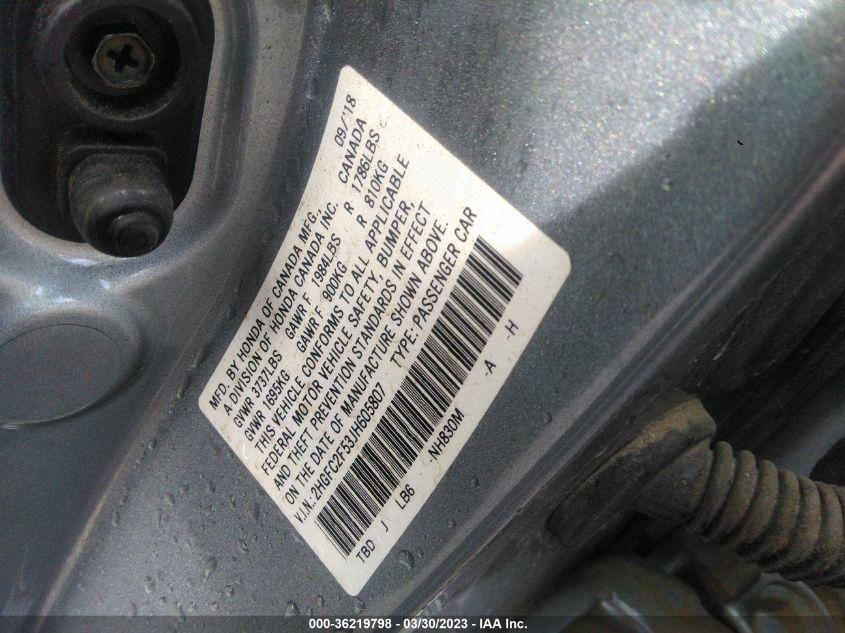 MFD. BY HONDA OF CANADA MFG., 09/'18
A DIVISION OF HONDA CANADA INC. CANADA
GVWR 3737LBS GAWR F 1984LBS R 1786LBS
GVWR 1695KG GAWR F 900KG R 810KG
THIS VEHICLE CONFORMS TO ALL APPLICABLE
FEDERAL MOTOR VEHICLE SAFETY, BUMPER,
AND THEFT PREVENTION STANDARDS IN EFFECT
ON THE DATE OF MANUFACTURE SHOWN ABOVE.
V.I.N.: 2HGFC2F53JH605807 TYPE: PASSENGER CAR
TBD J LB6 NH830M -A -H
000-36219798 - 03/30/2023 - IAA Inc.